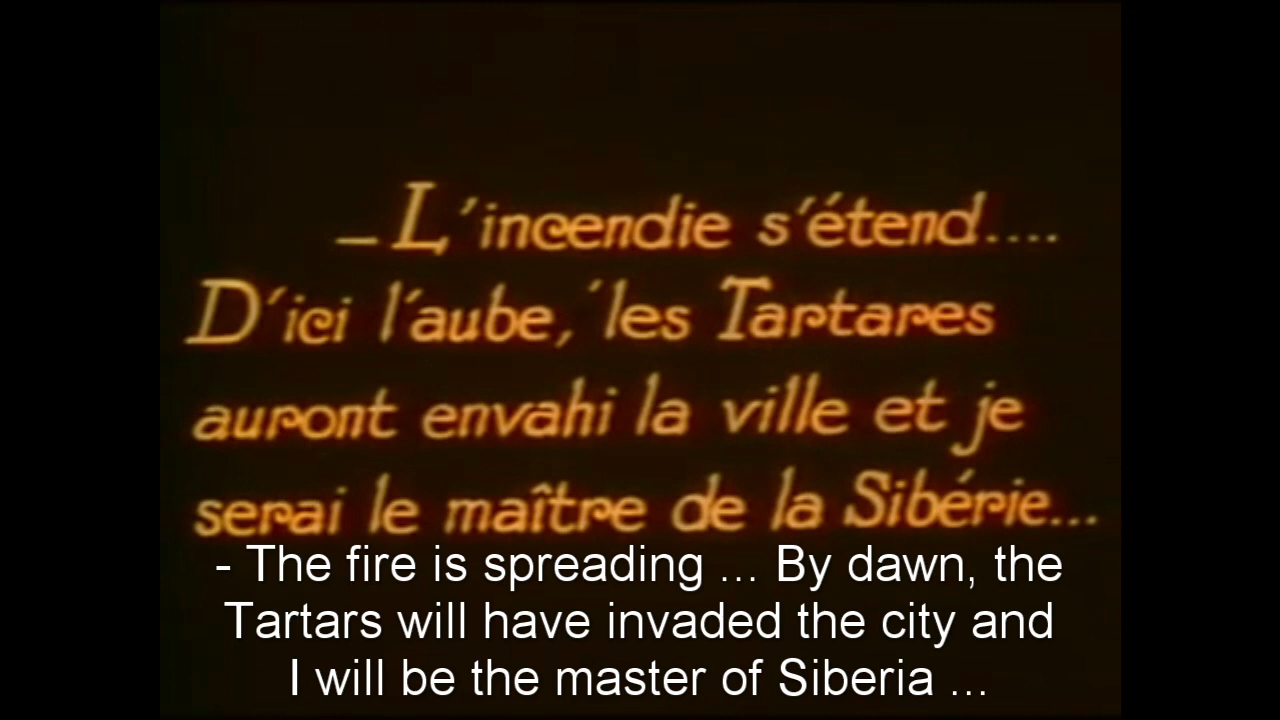 – L'incendie s'étend....
D'ici l'aube, les Tartares
auront envahi la ville et je
serai le maître de la Sibérie...
- The fire is spreading ... By dawn, the
Tartars will have invaded the city and
I will be the master of Siberia ...